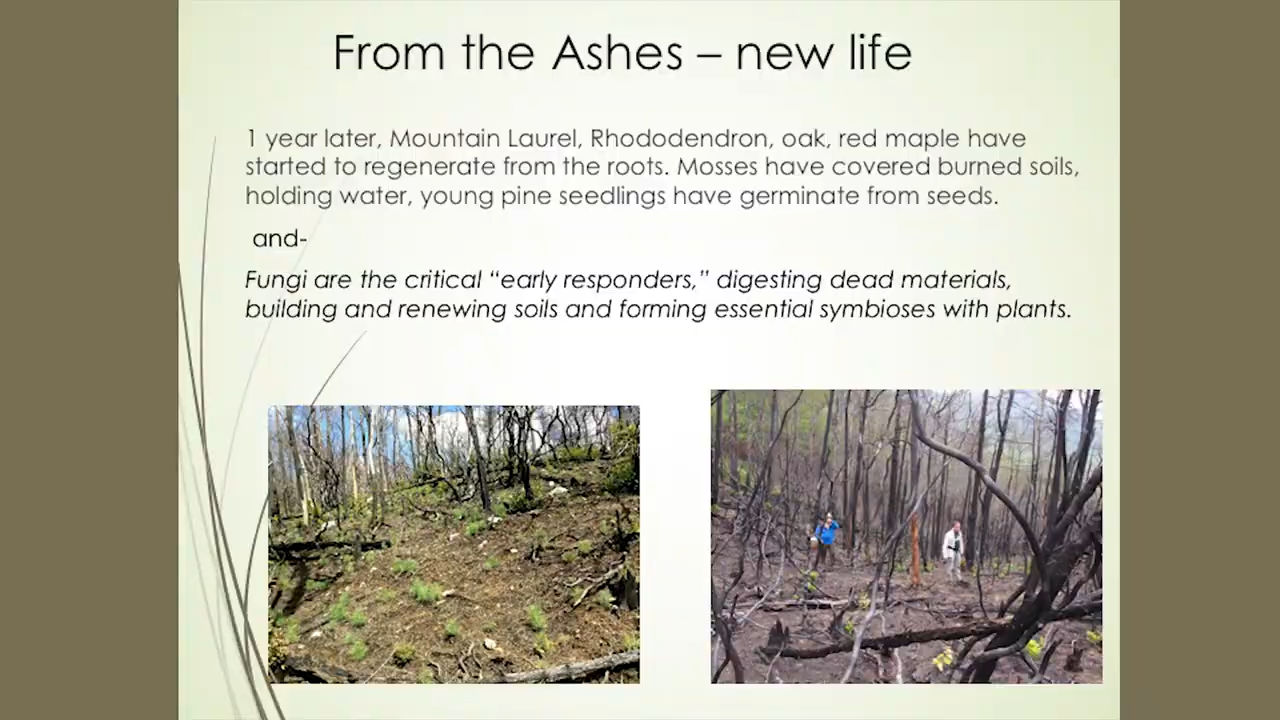 From the Ashes – new life
1 year later, Mountain Laurel, Rhododendron, oak, red maple have
started to regenerate from the roots. Mosses have covered burned soils,
holding water, young pine seedlings have germinate from seeds.
and-
Fungi are the critical “early responders,” digesting dead materials,
building and renewing soils and forming essential symbioses with plants.